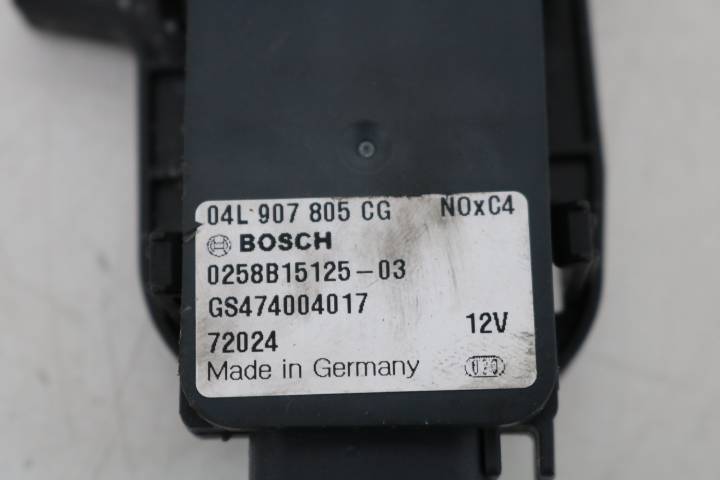 04L 907 805 CG NOxC4
BOSCH
0258B15125-03
GS474004017
72024 12V
Made in Germany